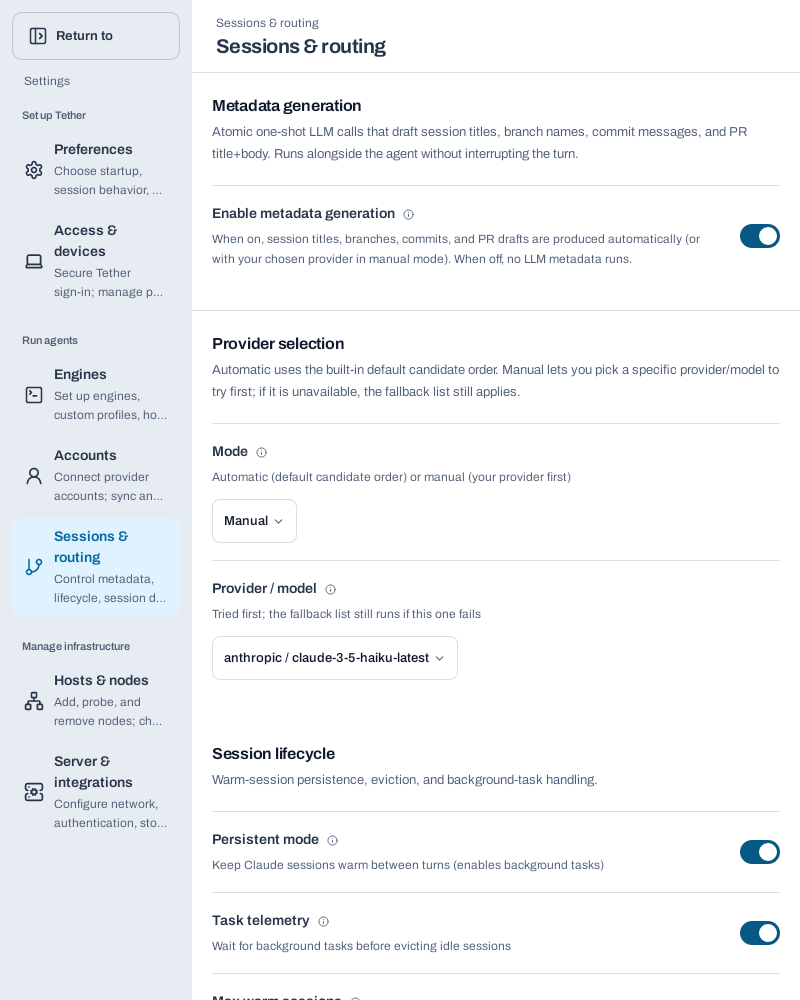 Return to
Settings
Set up Tether
Preferences
Choose startup,
session behavior, ...
Access &
devices
Secure Tether
sign-in; manage p...
Run agents
Engines
Set up engines,
custom profiles, ho...
Accounts
Connect provider
accounts; sync an...
Sessions &
routing
Control metadata,
lifecycle, session d...
Manage infrastructure
Hosts & nodes
Add, probe, and
remove nodes; ch...
Server &
integrations
Configure network,
authentication, sto...
Sessions & routing
Sessions & routing
Metadata generation
Atomic one-shot LLM calls that draft session titles, branch names, commit messages, and PR
title+body. Runs alongside the agent without interrupting the turn.
Enable metadata generation
When on, session titles, branches, commits, and PR drafts are produced automatically (or
with your chosen provider in manual mode). When off, no LLM metadata runs.
Provider selection
Automatic uses the built-in default candidate order. Manual lets you pick a specific provider/model to
try first; if it is unavailable, the fallback list still applies.
Mode
Automatic (default candidate order) or manual (your provider first)
Manual
Provider / model
Tried first; the fallback list still runs if this one fails
anthropic / claude-3-5-haiku-latest
Session lifecycle
Warm-session persistence, eviction, and background-task handling.
Persistent mode
Keep Claude sessions warm between turns (enables background tasks)
Task telemetry
Wait for background tasks before evicting idle sessions
Max warm sessions